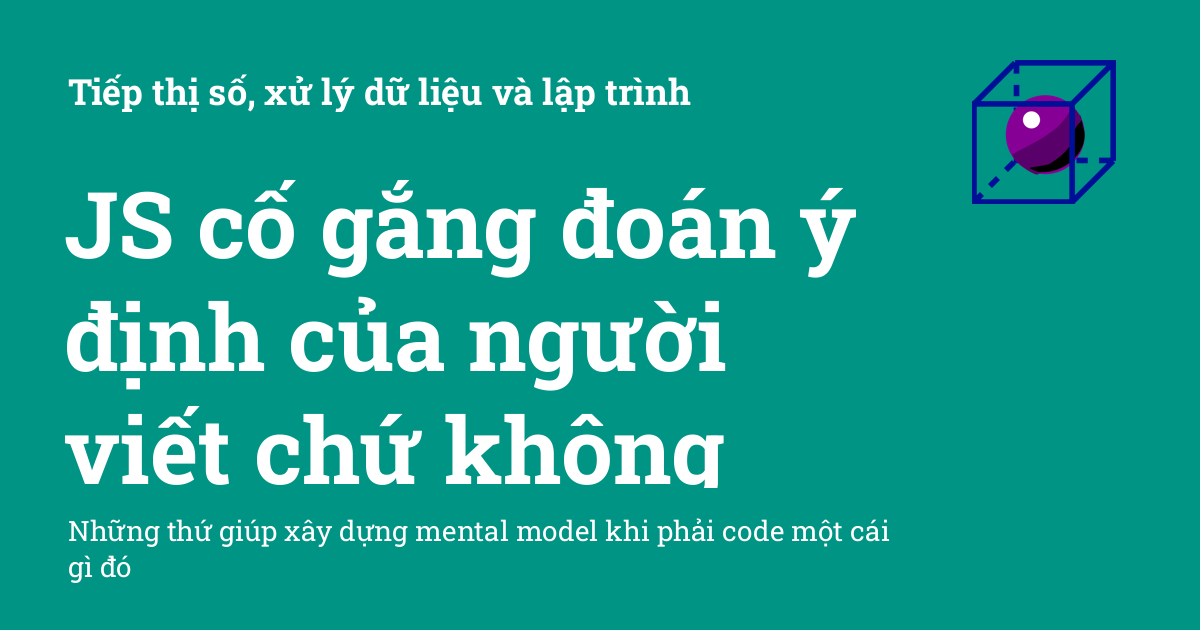 Tiếp thị số, xử lý dữ liệu và lập trình
JS cố gắng đoán ý
định của người
viết chứ không
Những thứ giúp xây dựng mental model khi phải code một cái
gì đó